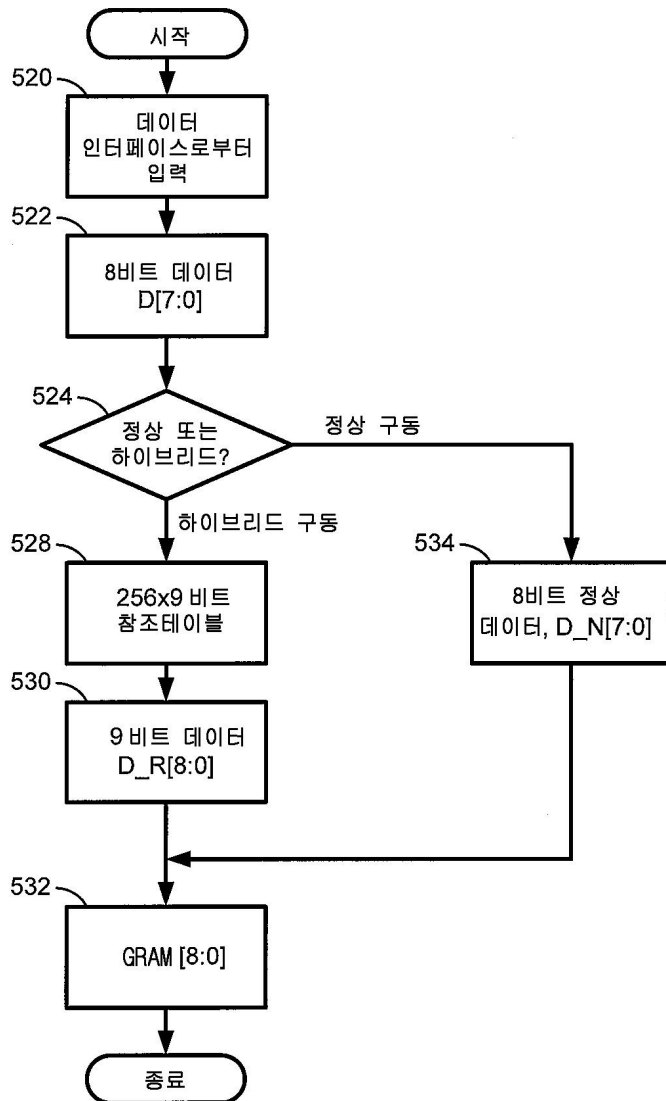 시작
520
데이터
인터페이스로부터
입력
522
8비트 데이터
D[7:0]
524
정상 또는
하이브리드?
정상 구동
하이브리드 구동
528
256x9 비트
참조테이블
534
8비트 정상
데이터, D_N[7:0]
530
9 비트 데이터
D_R[8:0]
532
GRAM [8:0]
종료